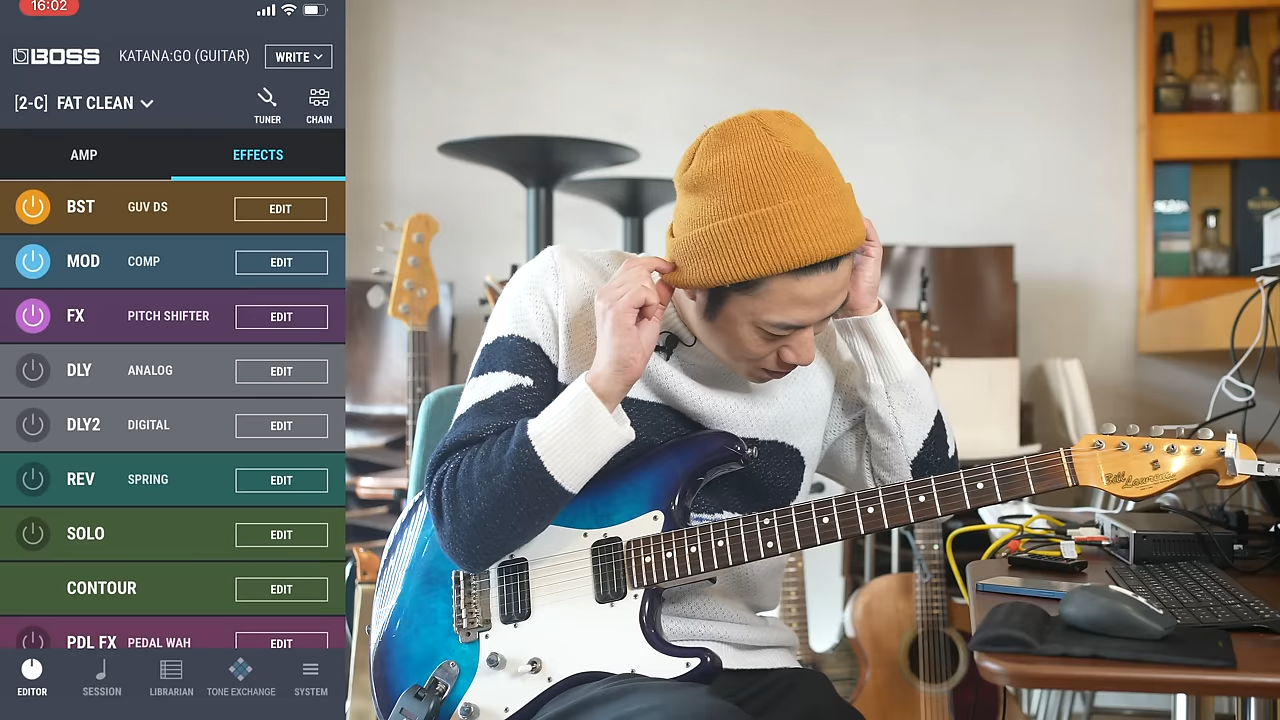 16:02
BOSS
KATANA:GO (GUITAR)
WRITE
[2-C] FAT CLEAN
TUNER
CHAIN
AMP
EFFECTS
BST GUV DS EDIT
MOD COMP EDIT
FX PITCH SHIFTER EDIT
DLY ANALOG EDIT
DLY2 DIGITAL EDIT
REV SPRING EDIT
SOLO EDIT
CONTOUR EDIT
PDL FX PEDAL WAH EDIT
EDITOR
SESSION
LIBRARIAN
TONE EXCHANGE
SYSTEM
Bill Lawrence